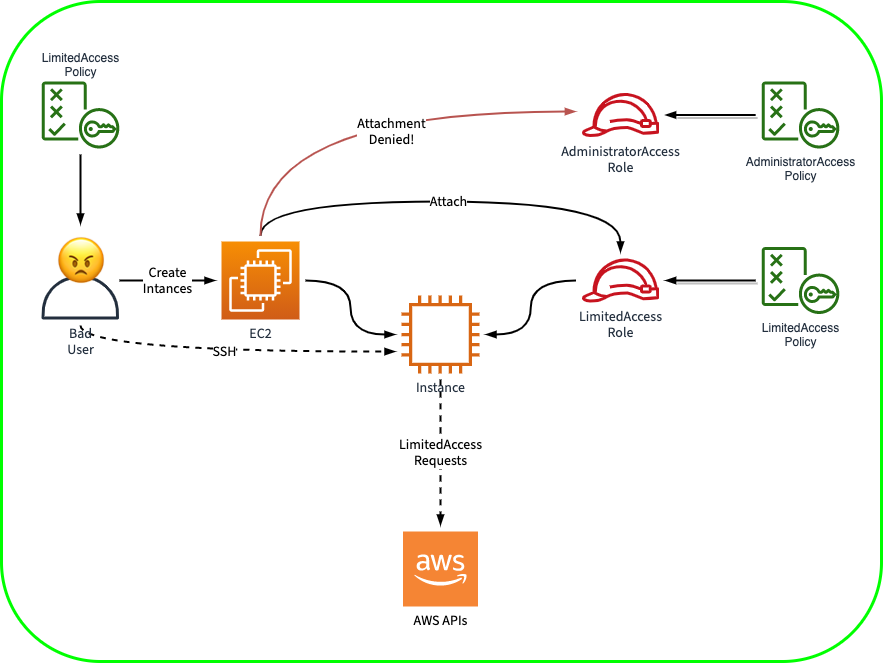 LimitedAccess
Policy
Attachment
Denied!
AdministratorAccess
Role
AdministratorAccess
Policy
Attach
Create
Intances
Bad
User
EC2
SSH
LimitedAccess
Role
LimitedAccess
Policy
Instance
LimitedAccess
Requests
aws
AWS APIs